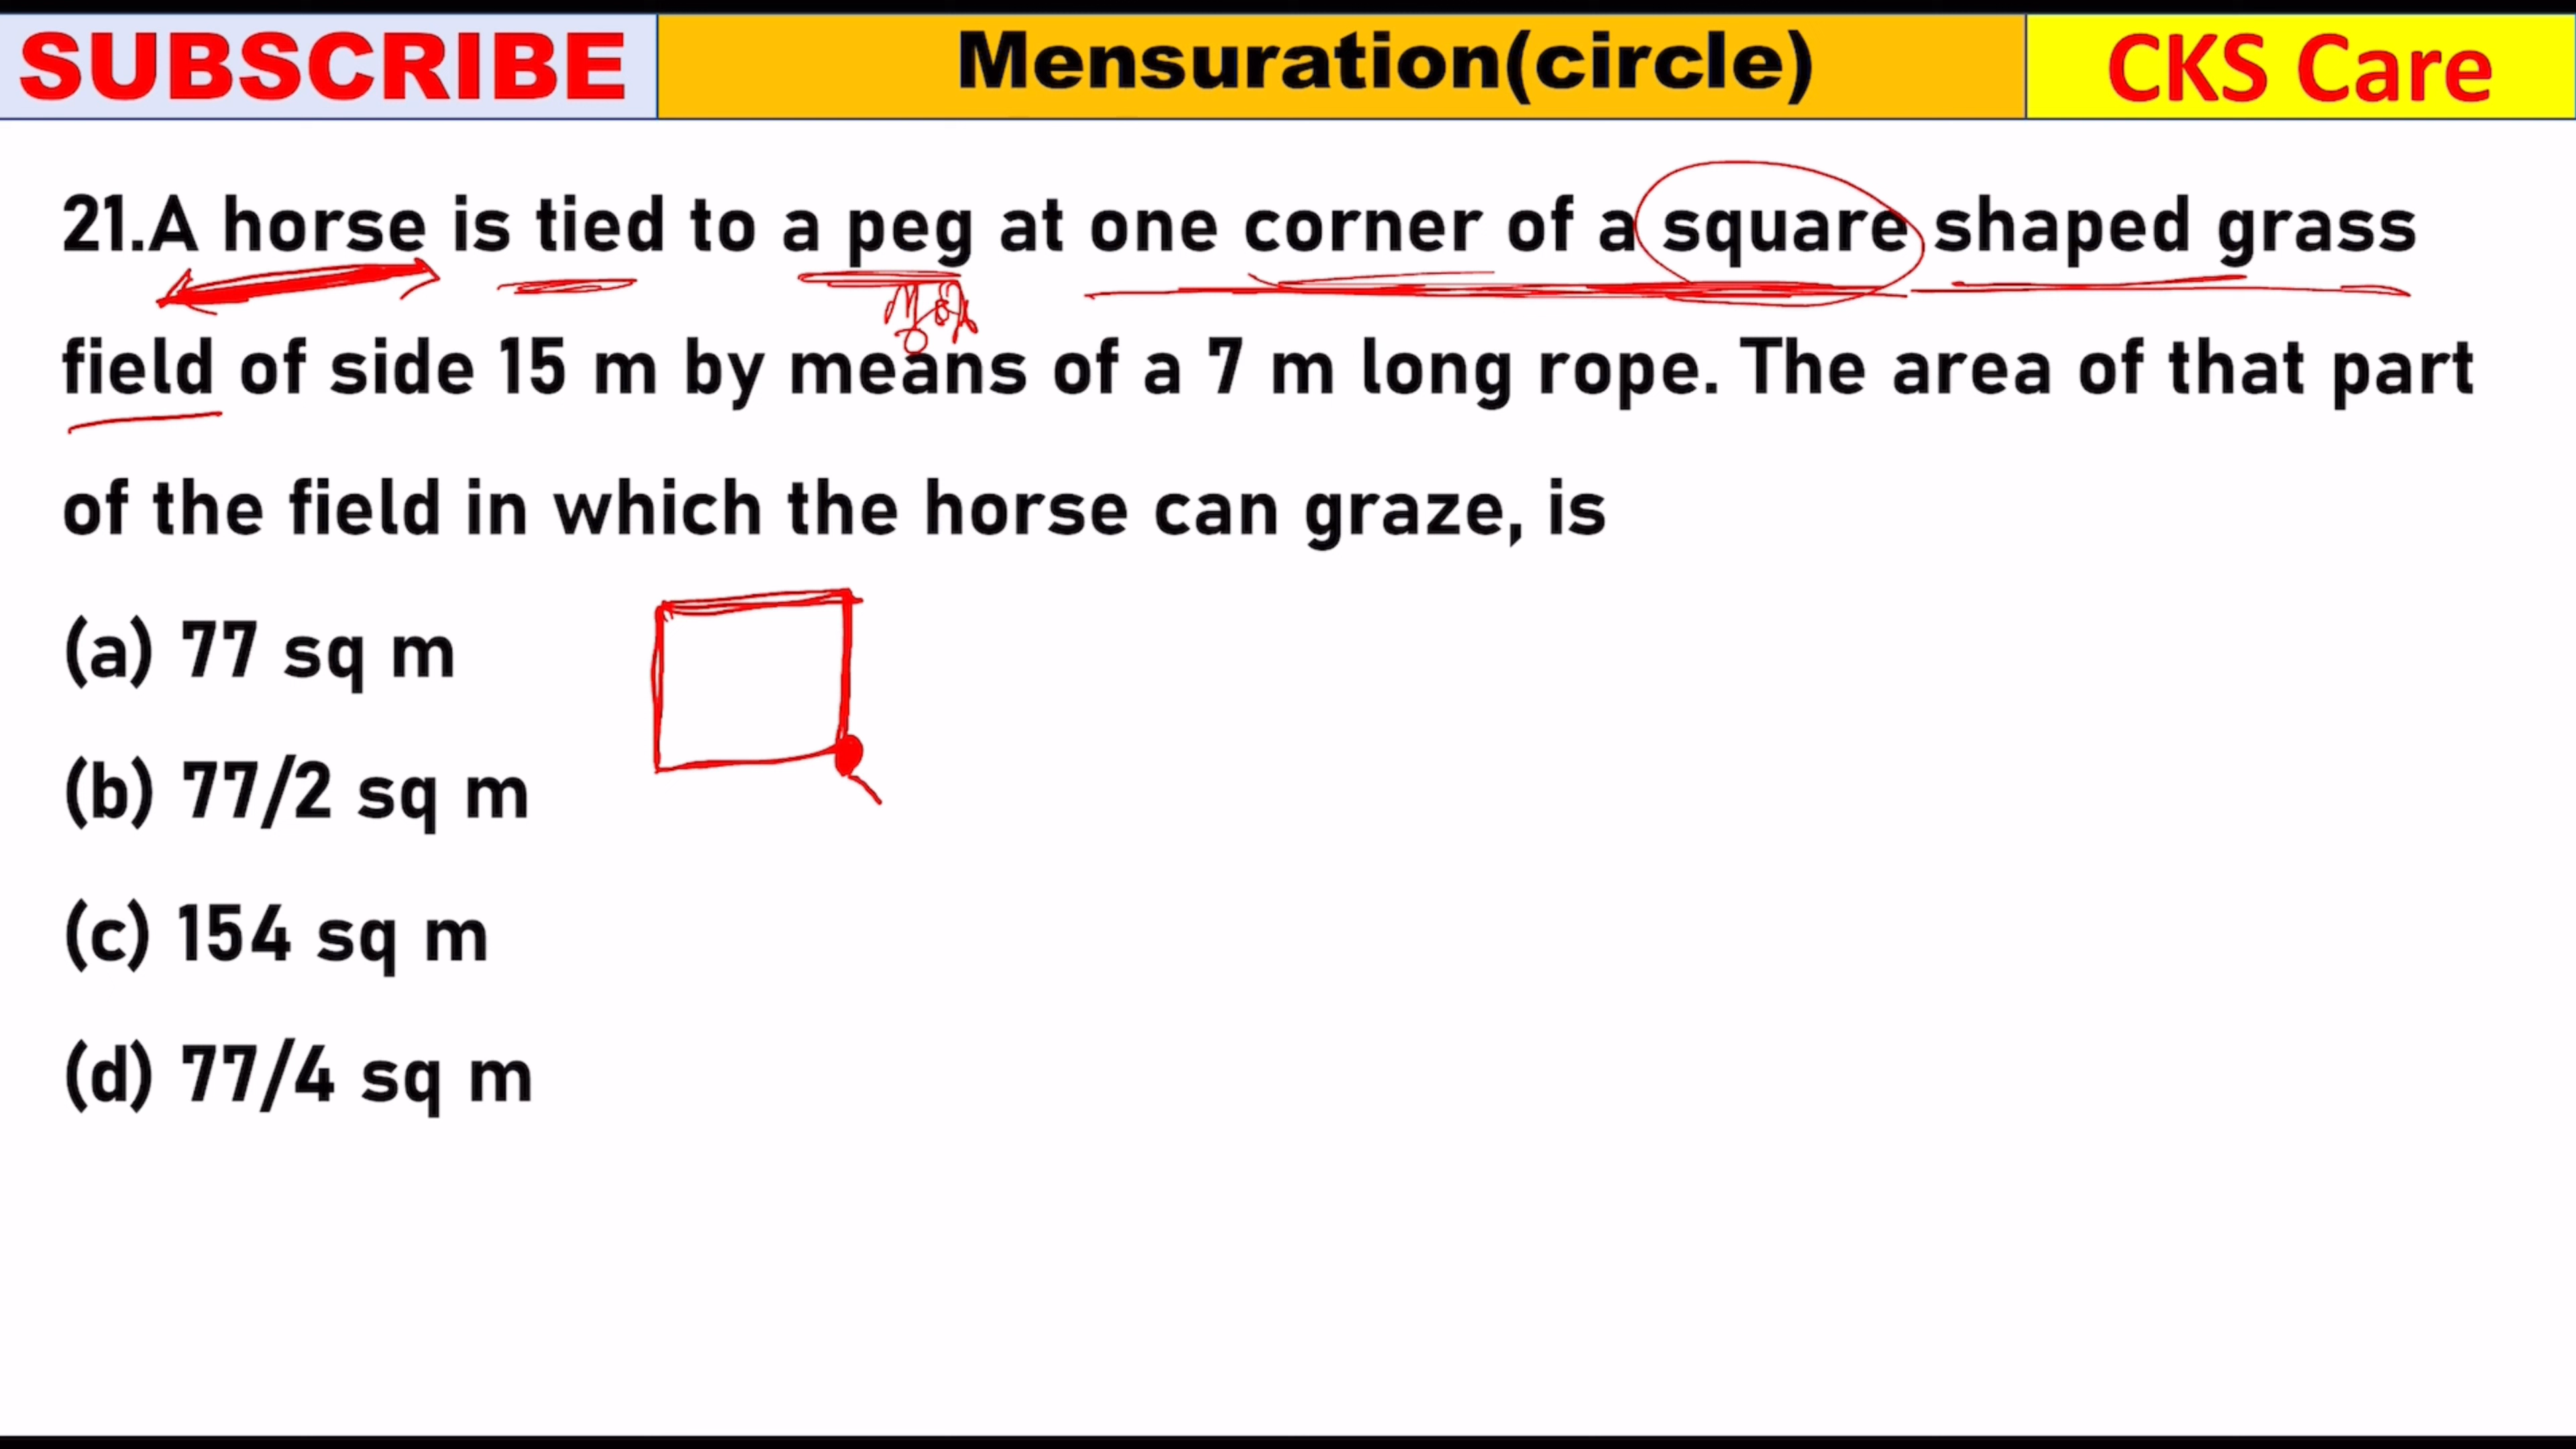 SUBSCRIBE
Mensuration(circle)
CKS Care
21.A horse is tied to a peg at one corner of a square shaped grass
field of side 15 m by means of a 7 m long rope. The area of that part
of the field in which the horse can graze, is
(a) 77 sq m
(b) 77/2 sq m
(c) 154 sq m
(d) 77/4 sq m